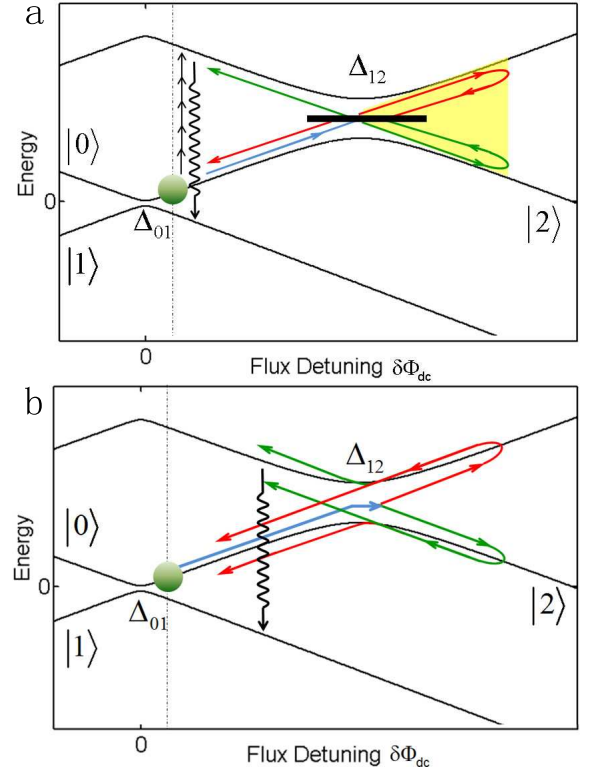 a
Δ12
|0⟩
Energy
0
Δ01
|2⟩
|1⟩
0
Flux Detuning δΦdc
b
Δ12
|0⟩
Energy
0
Δ01
|2⟩
|1⟩
0
Flux Detuning δΦdc